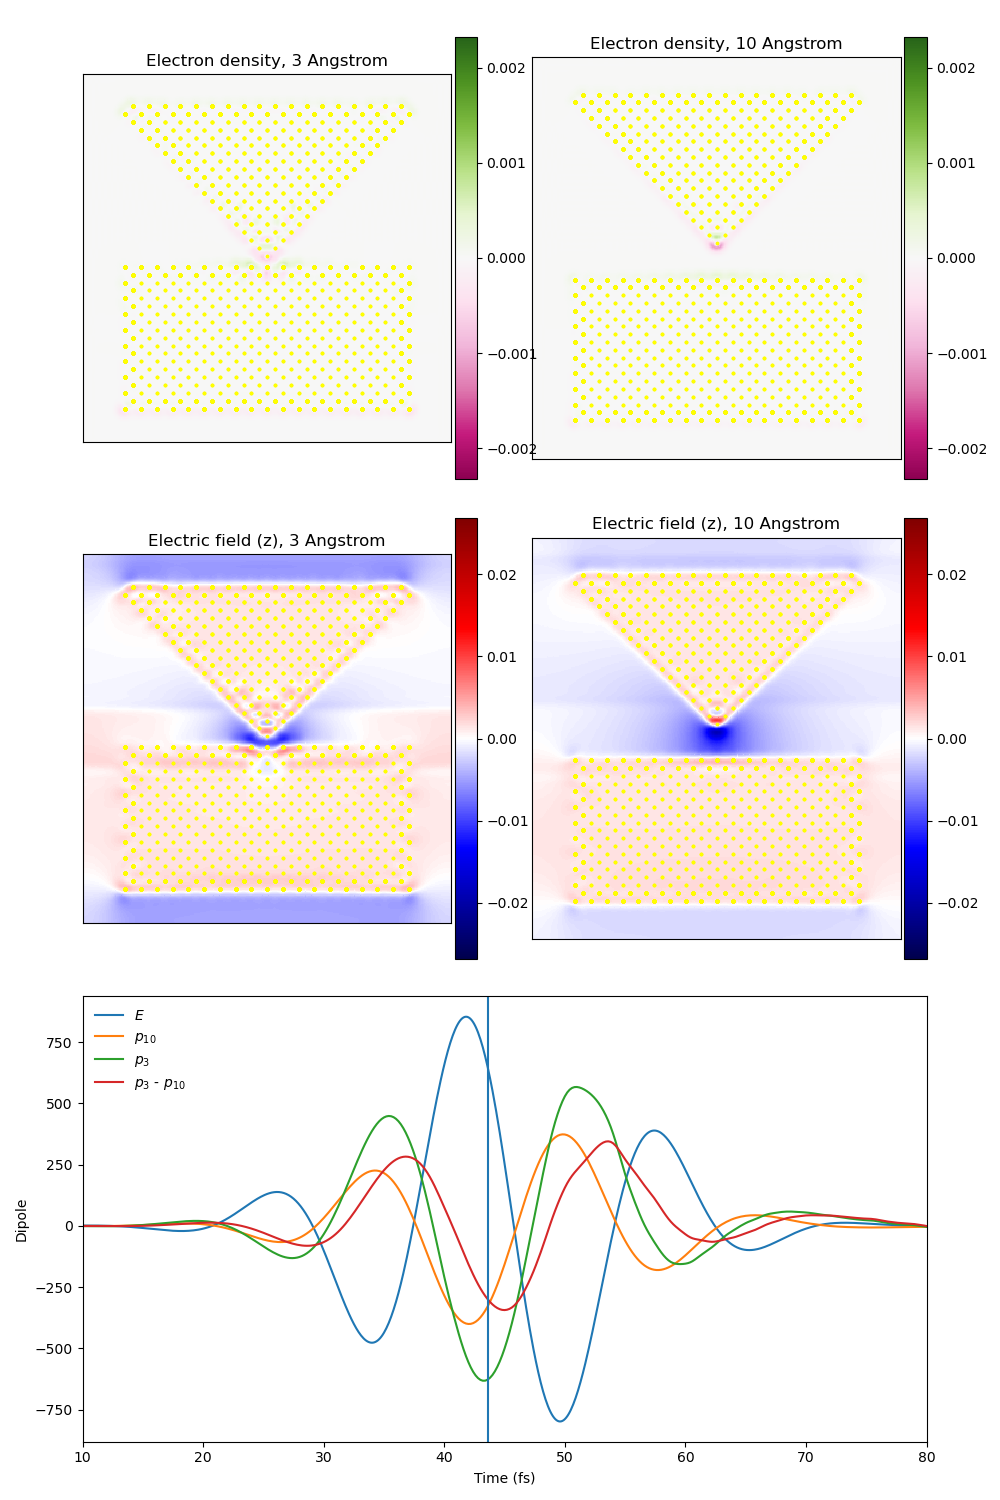 Electron density, 3 Angstrom
0.002
0.001
0.000
−0.001
−0.002
Electron density, 10 Angstrom
0.002
0.001
0.000
−0.001
−0.002
Electric field (z), 3 Angstrom
0.02
0.01
0.00
−0.01
−0.02
Electric field (z), 10 Angstrom
0.02
0.01
0.00
−0.01
−0.02
E
p10
p3
p3 - p10
750
500
250
0
−250
−500
−750
Dipole
10 20 30 40 50 60 70 80
Time (fs)